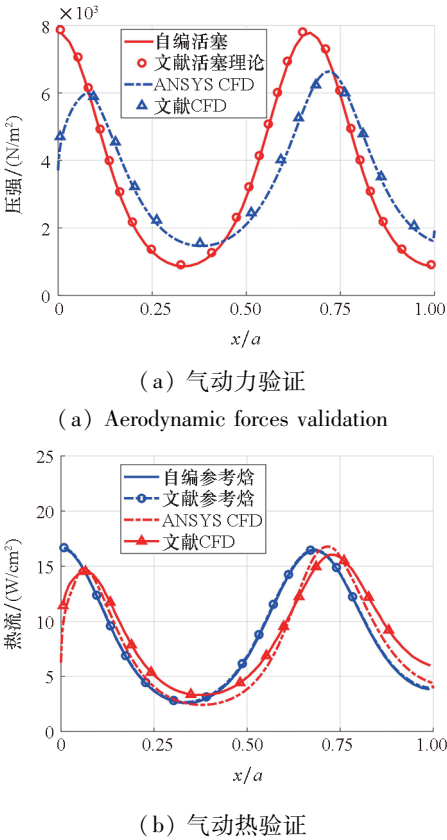 ×10³
8
6
4
2
0
压强/(N/m²)
自编活塞
文献活塞理论
ANSYS CFD
文献CFD
0 0.25 0.50 0.75 1.00
x/a
(a) 气动力验证
(a) Aerodynamic forces validation
25
20
15
10
5
0
热流/(W/cm²)
自编参考焓
文献参考焓
ANSYS CFD
文献CFD
0 0.25 0.50 0.75 1.00
x/a
(b) 气动热验证